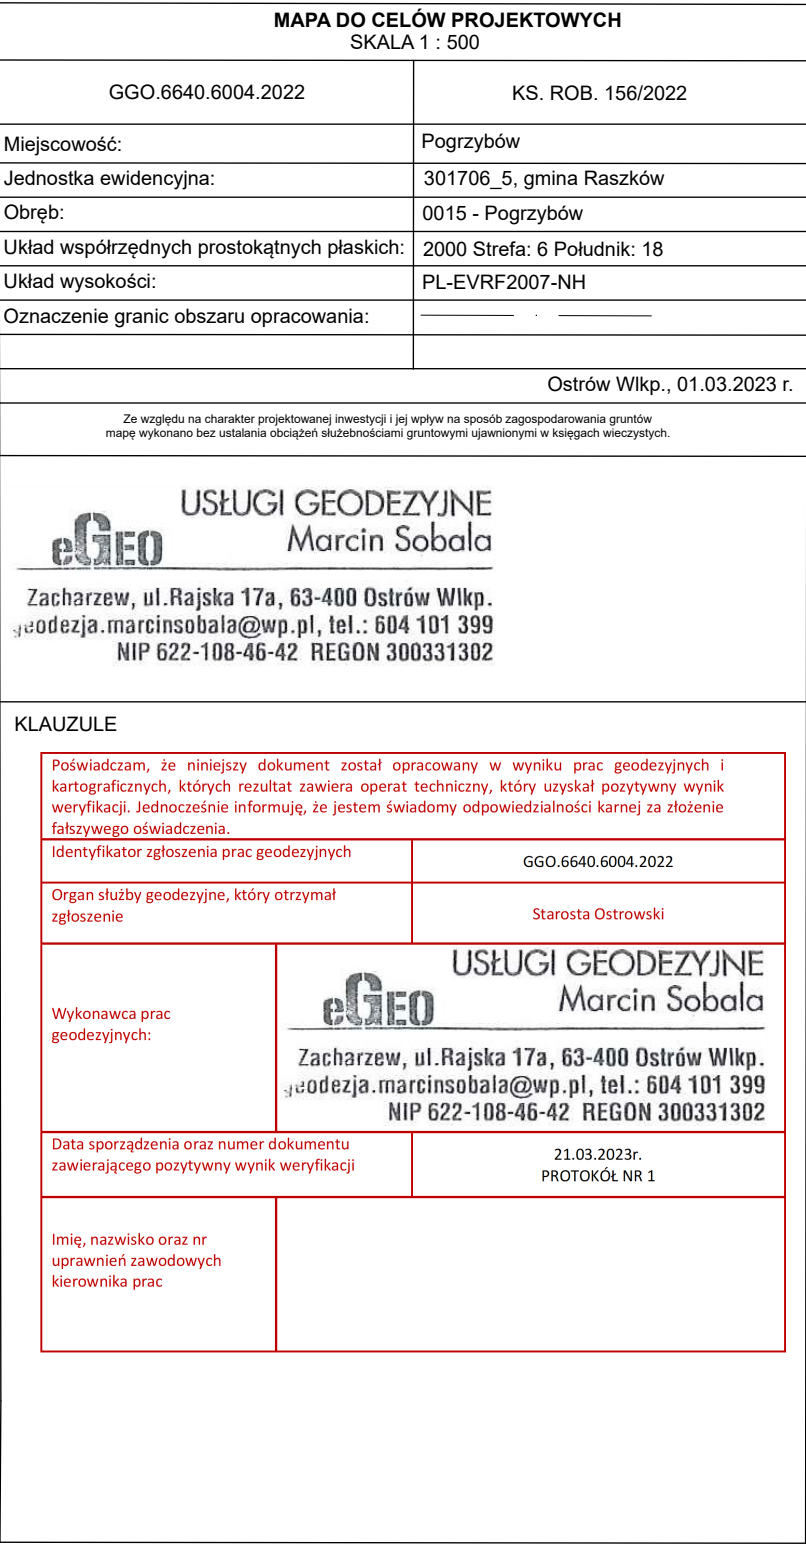 MAPA DO CELÓW PROJEKTOWYCH
SKALA 1 : 500
GGO.6640.6004.2022
KS. ROB. 156/2022
Miejscowość:
Pogrzybów
Jednostka ewidencyjna:
301706_5, gmina Raszków
Obręb:
0015 - Pogrzybów
Układ współrzędnych prostokątnych płaskich:
2000 Strefa: 6 Południk: 18
Układ wysokości:
PL-EVRF2007-NH
Oznaczenie granic obszaru opracowania:
Ostrów Wlkp., 01.03.2023 r.
Ze względu na charakter projektowanej inwestycji i jej wpływ na sposób zagospodarowania gruntów
mapę wykonano bez ustalania obciążeń służebnościami gruntowymi ujawnionymi w księgach wieczystych.
USŁUGI GEODEZYJNE
eGEO Marcin Sobala
Zacharzew, ul.Rajska 17a, 63-400 Ostrów Wlkp.
geodezja.marcinsobala@wp.pl, tel.: 604 101 399
NIP 622-108-46-42 REGON 300331302
KLAUZULE
Poświadczam, że niniejszy dokument został opracowany w wyniku prac geodezyjnych i
kartograficznych, których rezultat zawiera operat techniczny, który uzyskał pozytywny wynik
weryfikacji. Jednocześnie informuję, że jestem świadomy odpowiedzialności karnej za złożenie
fałszywego oświadczenia.
Identyfikator zgłoszenia prac geodezyjnych
GGO.6640.6004.2022
Organ służby geodezyjne, który otrzymał
zgłoszenie
Starosta Ostrowski
Wykonawca prac
geodezyjnych:
USŁUGI GEODEZYJNE
eGEO Marcin Sobala
Zacharzew, ul.Rajska 17a, 63-400 Ostrów Wlkp.
geodezja.marcinsobala@wp.pl, tel.: 604 101 399
NIP 622-108-46-42 REGON 300331302
Data sporządzenia oraz numer dokumentu
zawierającego pozytywny wynik weryfikacji
21.03.2023r.
PROTOKÓŁ NR 1
Imię, nazwisko oraz nr
uprawnień zawodowych
kierownika prac